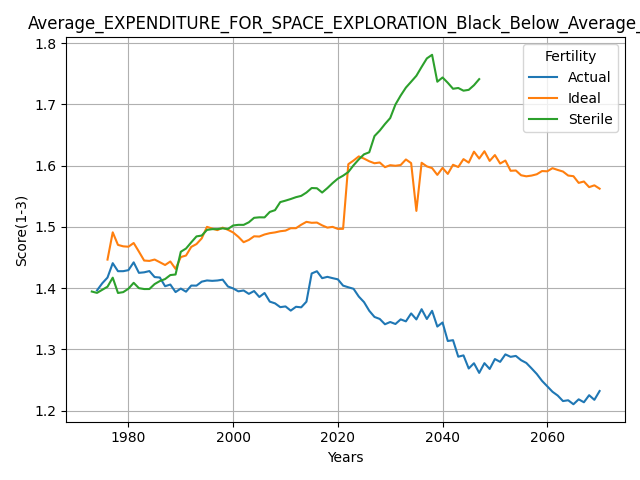 Average_EXPENDITURE_FOR_SPACE_EXPLORATION_Black_Below_Average_
1.8
1.7
1.6
1.5
1.4
1.3
1.2
Score(1-3)
Fertility
Actual
Ideal
Sterile
1980
2000
2020
2040
2060
Years